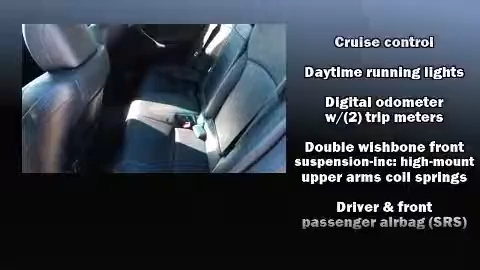 Cruise control
Daytime running lights
Digital odometer
w/(2) trip meters
Double wishbone front
suspension-inc: high-mount
upper arms coil springs
Driver & front
passenger airbag (SRS)